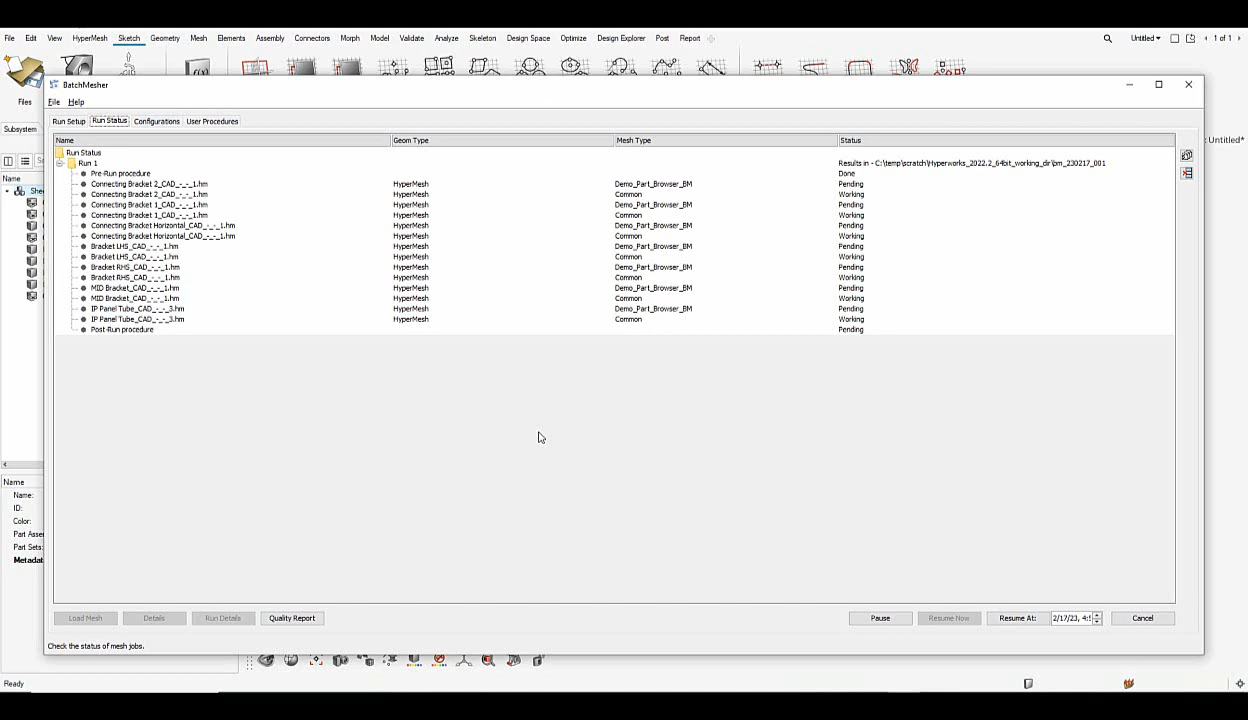 File Edit View HyperMesh Sketch Geometry Mesh Elements Assembly Connectors Morph Model Validate Analyze Skeleton Design Space Optimize Design Explorer Post Report Untitled 1 of 1
BatchMesher
File Help
Files
Run Setup Run Status Configurations User Procedures
Subsystem
Untitled*
Name Geom Type Mesh Type Status
Run Status
Run 1 Results in - C:\temp\scratch\Hyperworks_2022.2_64bit_working_dir\bm_230217_001
Pre-Run procedure Done
Connecting Bracket 2_CAD_-_-_1.hm HyperMesh Demo_Part_Browser_BM Pending
Connecting Bracket 2_CAD_-_-_1.hm HyperMesh Common Working
Connecting Bracket 1_CAD_-_-_1.hm HyperMesh Demo_Part_Browser_BM Pending
Connecting Bracket 1_CAD_-_-_1.hm HyperMesh Common Working
Connecting Bracket Horizontal_CAD_-_-_1.hm HyperMesh Demo_Part_Browser_BM Pending
Connecting Bracket Horizontal_CAD_-_-_1.hm HyperMesh Common Working
Bracket LHS_CAD_-_-_1.hm HyperMesh Demo_Part_Browser_BM Pending
Bracket LHS_CAD_-_-_1.hm HyperMesh Common Working
Bracket RHS_CAD_-_-_1.hm HyperMesh Demo_Part_Browser_BM Pending
Bracket RHS_CAD_-_-_1.hm HyperMesh Common Working
MID Bracket_CAD_-_-_1.hm HyperMesh Demo_Part_Browser_BM Pending
MID Bracket_CAD_-_-_1.hm HyperMesh Common Working
IP Panel Tube_CAD_-_-_3.hm HyperMesh Demo_Part_Browser_BM Pending
IP Panel Tube_CAD_-_-_3.hm HyperMesh Common Working
Post-Run procedure Pending
Name
Shee
Name
Name:
ID:
Color:
Part Asse
Part Sets:
Metadat
Load Mesh Details Run Details Quality Report Pause Resume Now Resume At: 2/17/23, 4:5 Cancel
Check the status of mesh jobs.
Ready